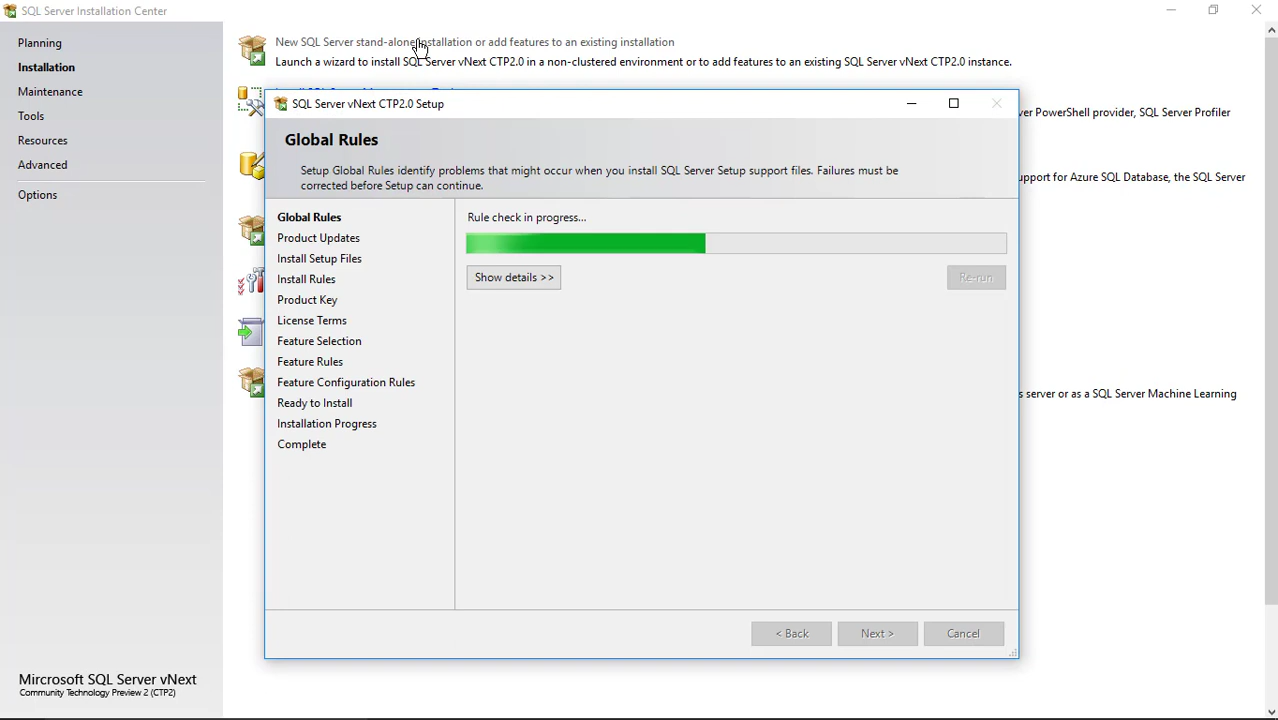 SQL Server Installation Center
Planning
Installation
Maintenance
Tools
Resources
Advanced
Options
Mircrosoft SQL Server vNext
Community Technology Preview 2 (CTP2)
New SQL Server stand-alone installation or add features to an existing installation
Launch a wizard to install SQL Server vNext CTP2.0 in a non-clustered environment or to add features to an existing SQL Server vNext CTP2.0 instance.
ver PowerShell provider, SQL Server Profiler
upport for Azure SQL Database, the SQL Server
s server or as a SQL Server Machine Learning
SQL Server vNext CTP2.0 Setup
Global Rules
Setup Global Rules identify problems that might occur when you install SQL Server Setup support files. Failures must be
corrected before Setup can continue.
Global Rules
Product Updates
Install Setup Files
Install Rules
Product Key
License Terms
Feature Selection
Feature Rules
Feature Configuration Rules
Ready to Install
Installation Progress
Complete
Rule check in progress...
Show details >>
Re-run
< Back
Next >
Cancel